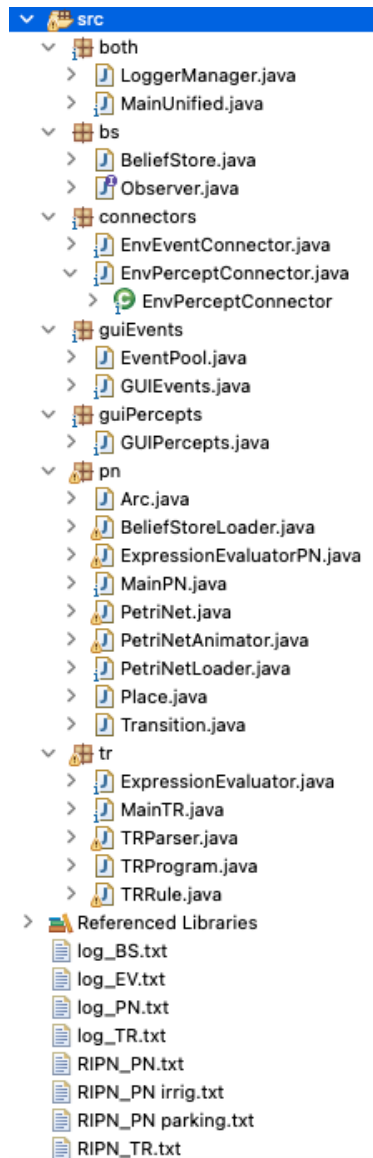 src
both
LoggerManager.java
MainUnified.java
bs
BeliefStore.java
Observer.java
connectors
EnvEventConnector.java
EnvPerceptConnector.java
EnvPerceptConnector
guiEvents
EventPool.java
GUIEvents.java
guiPercepts
GUIPercepts.java
pn
Arc.java
BeliefStoreLoader.java
ExpressionEvaluatorPN.java
MainPN.java
PetriNet.java
PetriNetAnimator.java
PetriNetLoader.java
Place.java
Transition.java
tr
ExpressionEvaluator.java
MainTR.java
TRParser.java
TRProgram.java
TRRule.java
Referenced Libraries
log_BS.txt
log_EV.txt
log_PN.txt
log_TR.txt
RIPN_PN.txt
RIPN_PN irrig.txt
RIPN_PN parking.txt
RIPN_TR.txt